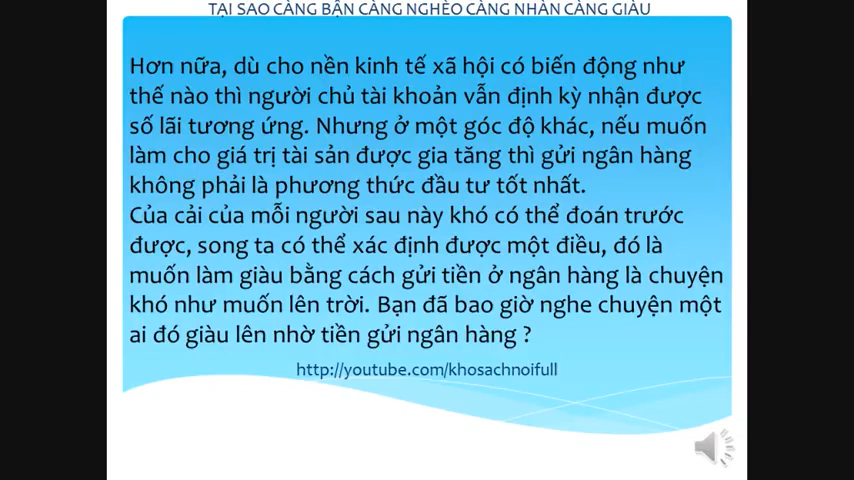 TẠI SAO CÀNG BẬN CÀNG NGHÈO CÀNG NHÀN CÀNG GIÀU
Hơn nữa, dù cho nền kinh tế xã hội có biến động như
thế nào thì người chủ tài khoản vẫn định kỳ nhận được
số lãi tương ứng. Nhưng ở một góc độ khác, nếu muốn
làm cho giá trị tài sản được gia tăng thì gửi ngân hàng
không phải là phương thức đầu tư tốt nhất.
Của cải của mỗi người sau này khó có thể đoán trước
được, song ta có thể xác định được một điều, đó là
muốn làm giàu bằng cách gửi tiền ở ngân hàng là chuyện
khó như muốn lên trời. Bạn đã bao giờ nghe chuyện một
ai đó giàu lên nhờ tiền gửi ngân hàng ?
http://youtube.com/khosachnoifull